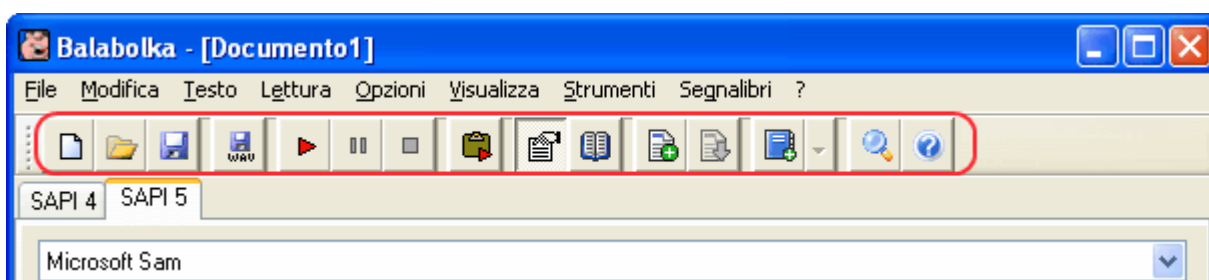 Balabolka - [Documento1]
File Modifica Testo Lettura Opzioni Visualizza Strumenti Segnalibri ?
WAV
SAPI 4 SAPI 5
Microsoft Sam